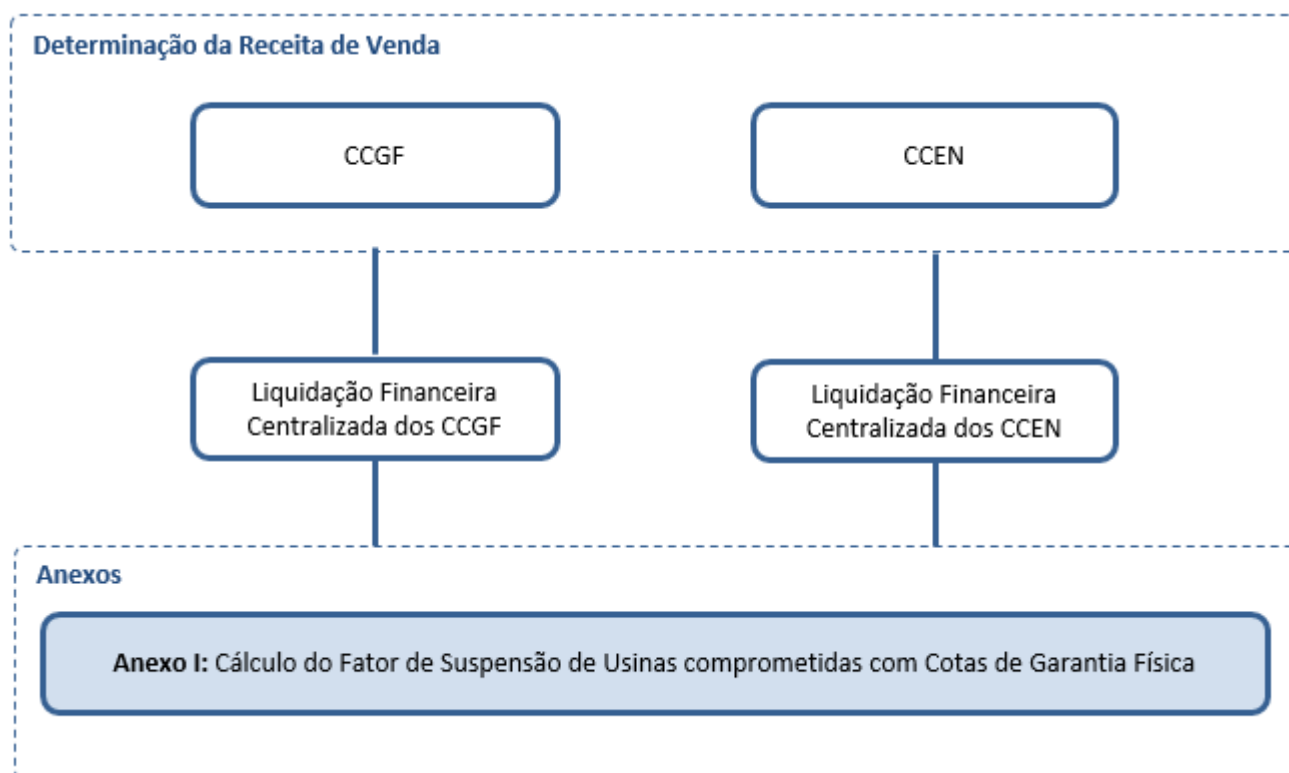 Determinação da Receita de Venda
CCGF
CCEN
Liquidação Financeira
Centralizada dos CCGF
Liquidação Financeira
Centralizada dos CCEN
Anexos
Anexo I: Cálculo do Fator de Suspensão de Usinas comprometidas com Cotas de Garantia Física